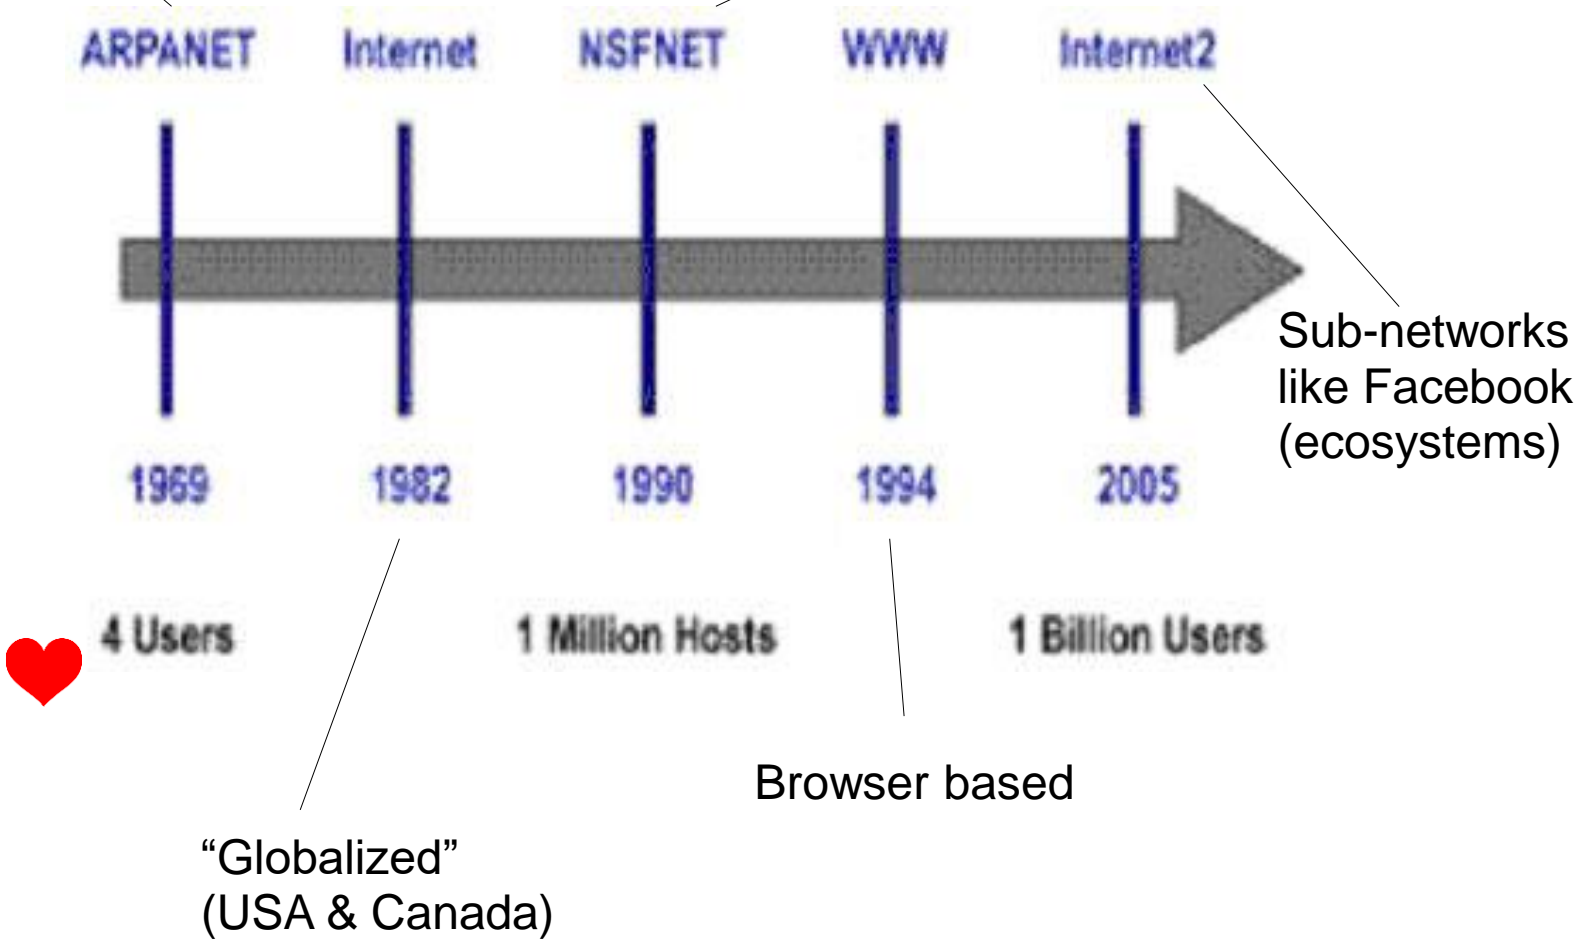 ARPANET Internet NSFNET WWW Internet2
Sub-networks
like Facebook
(ecosystems)
1969 1982 1990 1994 2005
4 Users 1 Million Hosts 1 Billion Users
Browser based
“Globalized”
(USA & Canada)